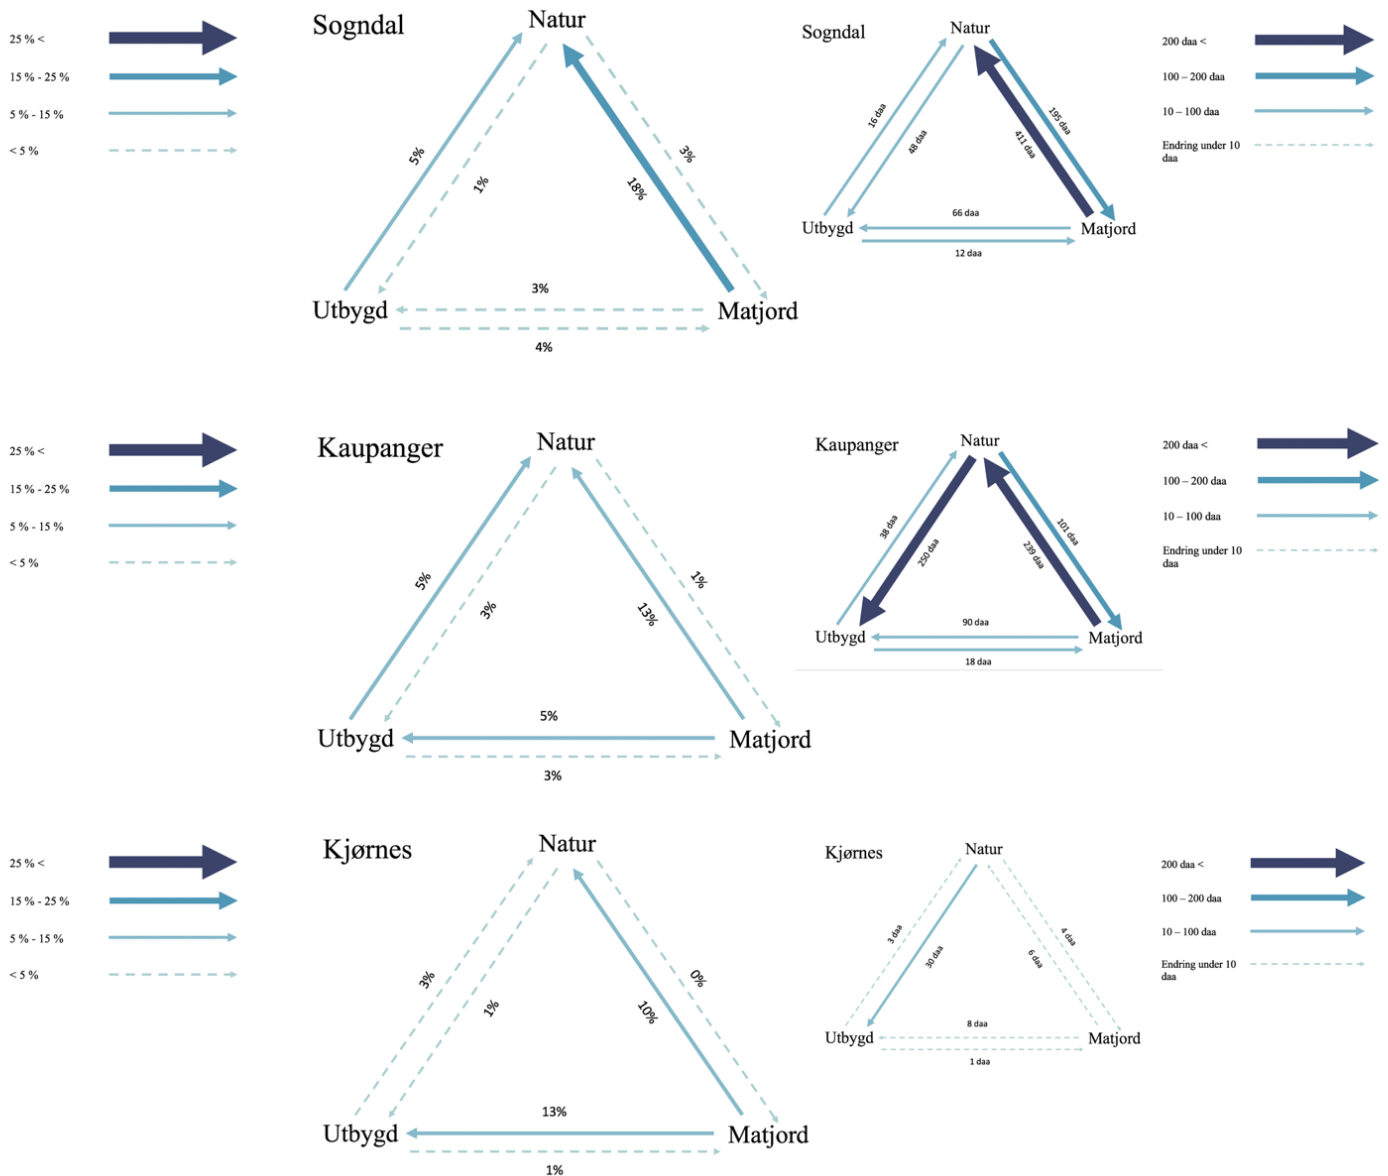 Sogndal
25 % <
15 % - 25 %
5 % - 15 %
< 5 %
Natur
5%
1%
18%
3%
Utbygd
3%
4%
Matjord
Sogndal
Natur
16 daa
48 daa
411 daa
195 daa
Utbygd
66 daa
12 daa
Matjord
200 daa <
100 – 200 daa
10 – 100 daa
Endring under 10
daa
25 % <
15 % - 25 %
5 % - 15 %
< 5 %
Kaupanger
Natur
5%
3%
13%
1%
Utbygd
5%
3%
Matjord
Kaupanger
Natur
38 daa
250 daa
239 daa
101 daa
Utbygd
90 daa
18 daa
Matjord
200 daa <
100 – 200 daa
10 – 100 daa
Endring under 10
daa
25 % <
15 % - 25 %
5 % - 15 %
< 5 %
Kjørnes
Natur
3%
1%
10%
0%
Utbygd
13%
1%
Matjord
Kjørnes
Natur
3 daa
30 daa
6 daa
4 daa
Utbygd
8 daa
1 daa
Matjord
200 daa <
100 – 200 daa
10 – 100 daa
Endring under 10
daa